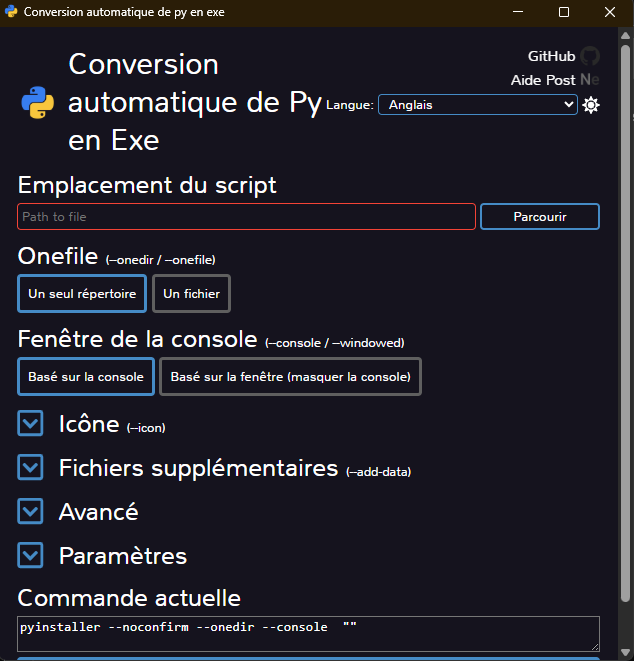 Conversion automatique de py en exe
GitHub
Aide Post Ne
Conversion
automatique de Py
en Exe
Langue: Anglais
Emplacement du script
Path to file
Parcourir
Onefile (--onedir / --onefile)
Un seul répertoire Un fichier
Fenêtre de la console (--console / --windowed)
Basé sur la console Basé sur la fenêtre (masquer la console)
Icône (--icon)
Fichiers supplémentaires (--add-data)
Avancé
Paramètres
Commande actuelle
pyinstaller --noconfirm --onedir --console  ""